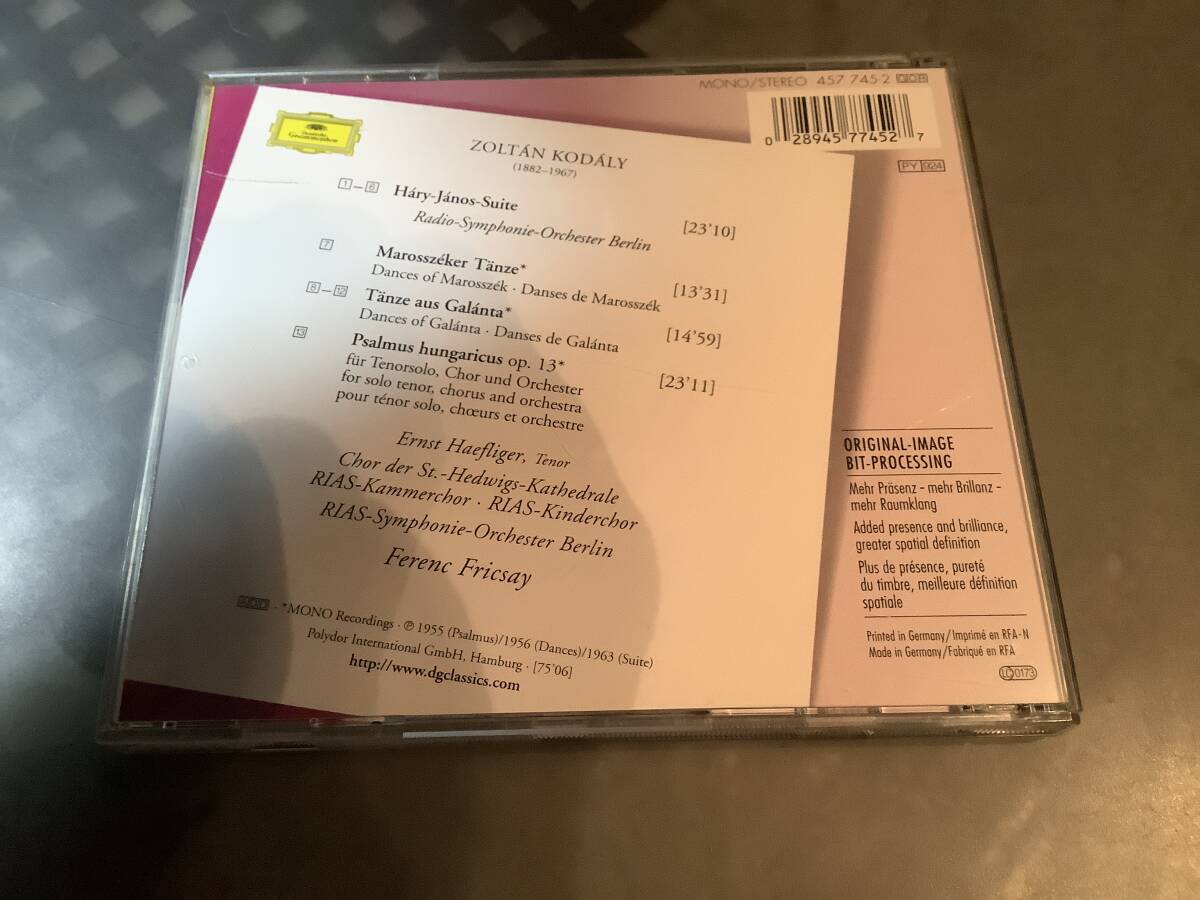 MONO/STEREO 457 745-2
0 28945 77452 7
PY 924
Deutsche
Grammophon
ZOLTÁN KODÁLY
(1882–1967)
1–6 Háry-János-Suite [23'10]
Radio-Symphonie-Orchester Berlin
7 Marosszéker Tänze* [13'31]
Dances of Marosszék · Danses de Marosszék
8–12 Tänze aus Galánta* [14'59]
Dances of Galánta · Danses de Galánta
13 Psalmus hungaricus op. 13* [23'11]
für Tenorsolo, Chor und Orchester
for solo tenor, chorus and orchestra
pour ténor solo, chœurs et orchestre
Ernst Haefliger, Tenor
Chor der St.-Hedwigs-Kathedrale
RIAS-Kammerchor · RIAS-Kinderchor
RIAS-Symphonie-Orchester Berlin
Ferenc Fricsay
*MONO Recordings · ℗ 1955 (Psalmus)/1956 (Dances)/1963 (Suite)
Polydor International GmbH, Hamburg · [75'06]
http://www.dgclassics.com
ORIGINAL-IMAGE
BIT-PROCESSING
Mehr Präsenz – mehr Brillanz –
mehr Raumklang
Added presence and brilliance,
greater spatial definition
Plus de présence, pureté
du timbre, meilleure définition
spatiale
Printed in Germany/Imprimé en RFA-N
Made in Germany/Fabriqué en RFA
LC 0173